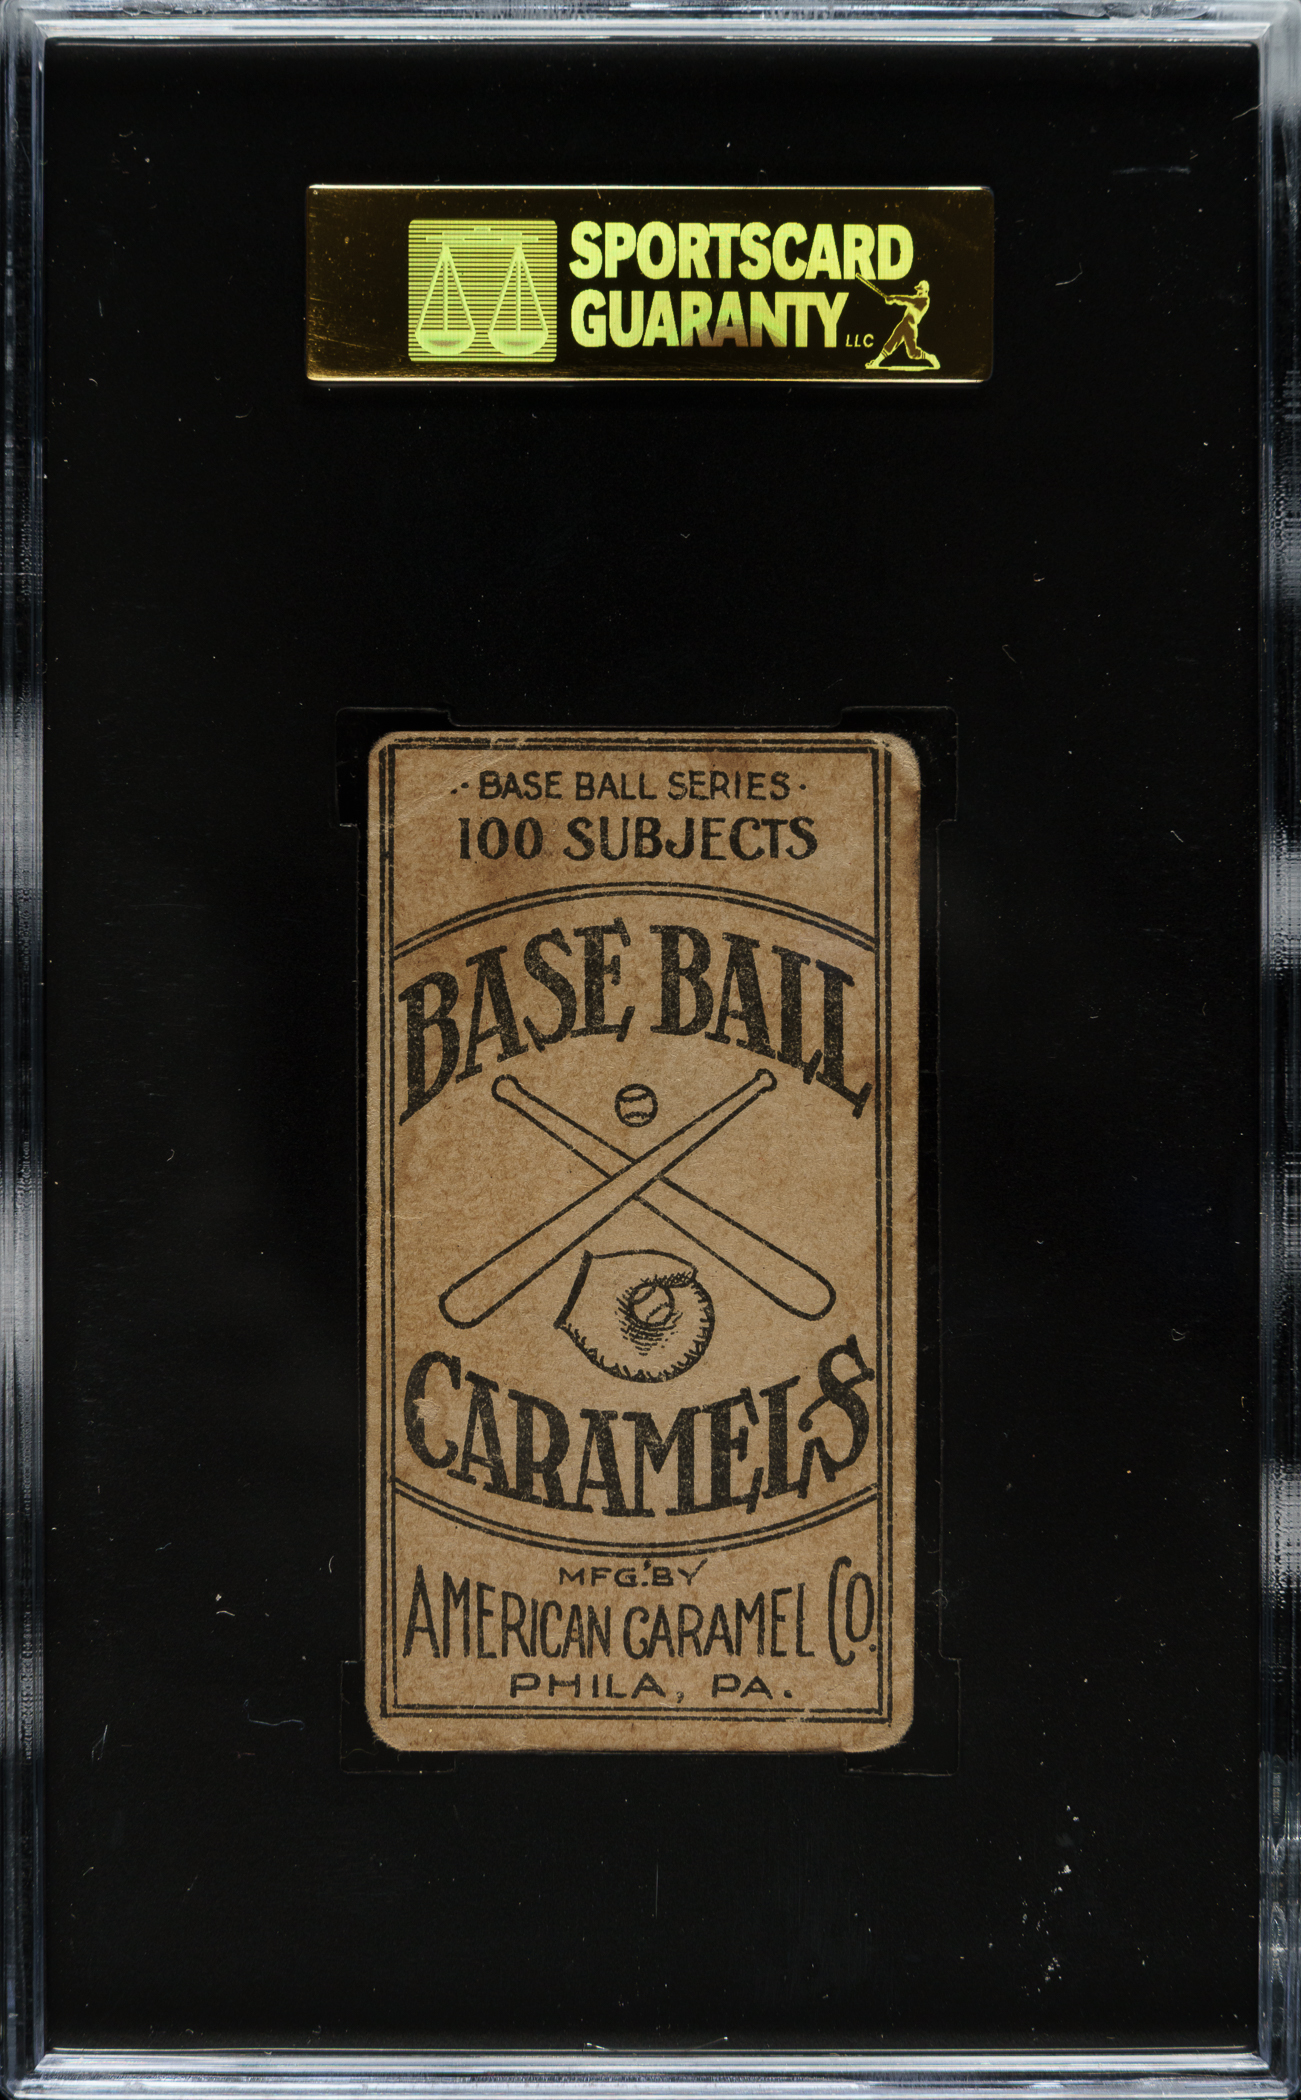 SPORTSCARD
GUARANTY LLC
· BASE BALL SERIES ·
100 SUBJECTS
BASE BALL
CARAMELS
MFG. BY
AMERICAN CARAMEL CO.
PHILA, PA.